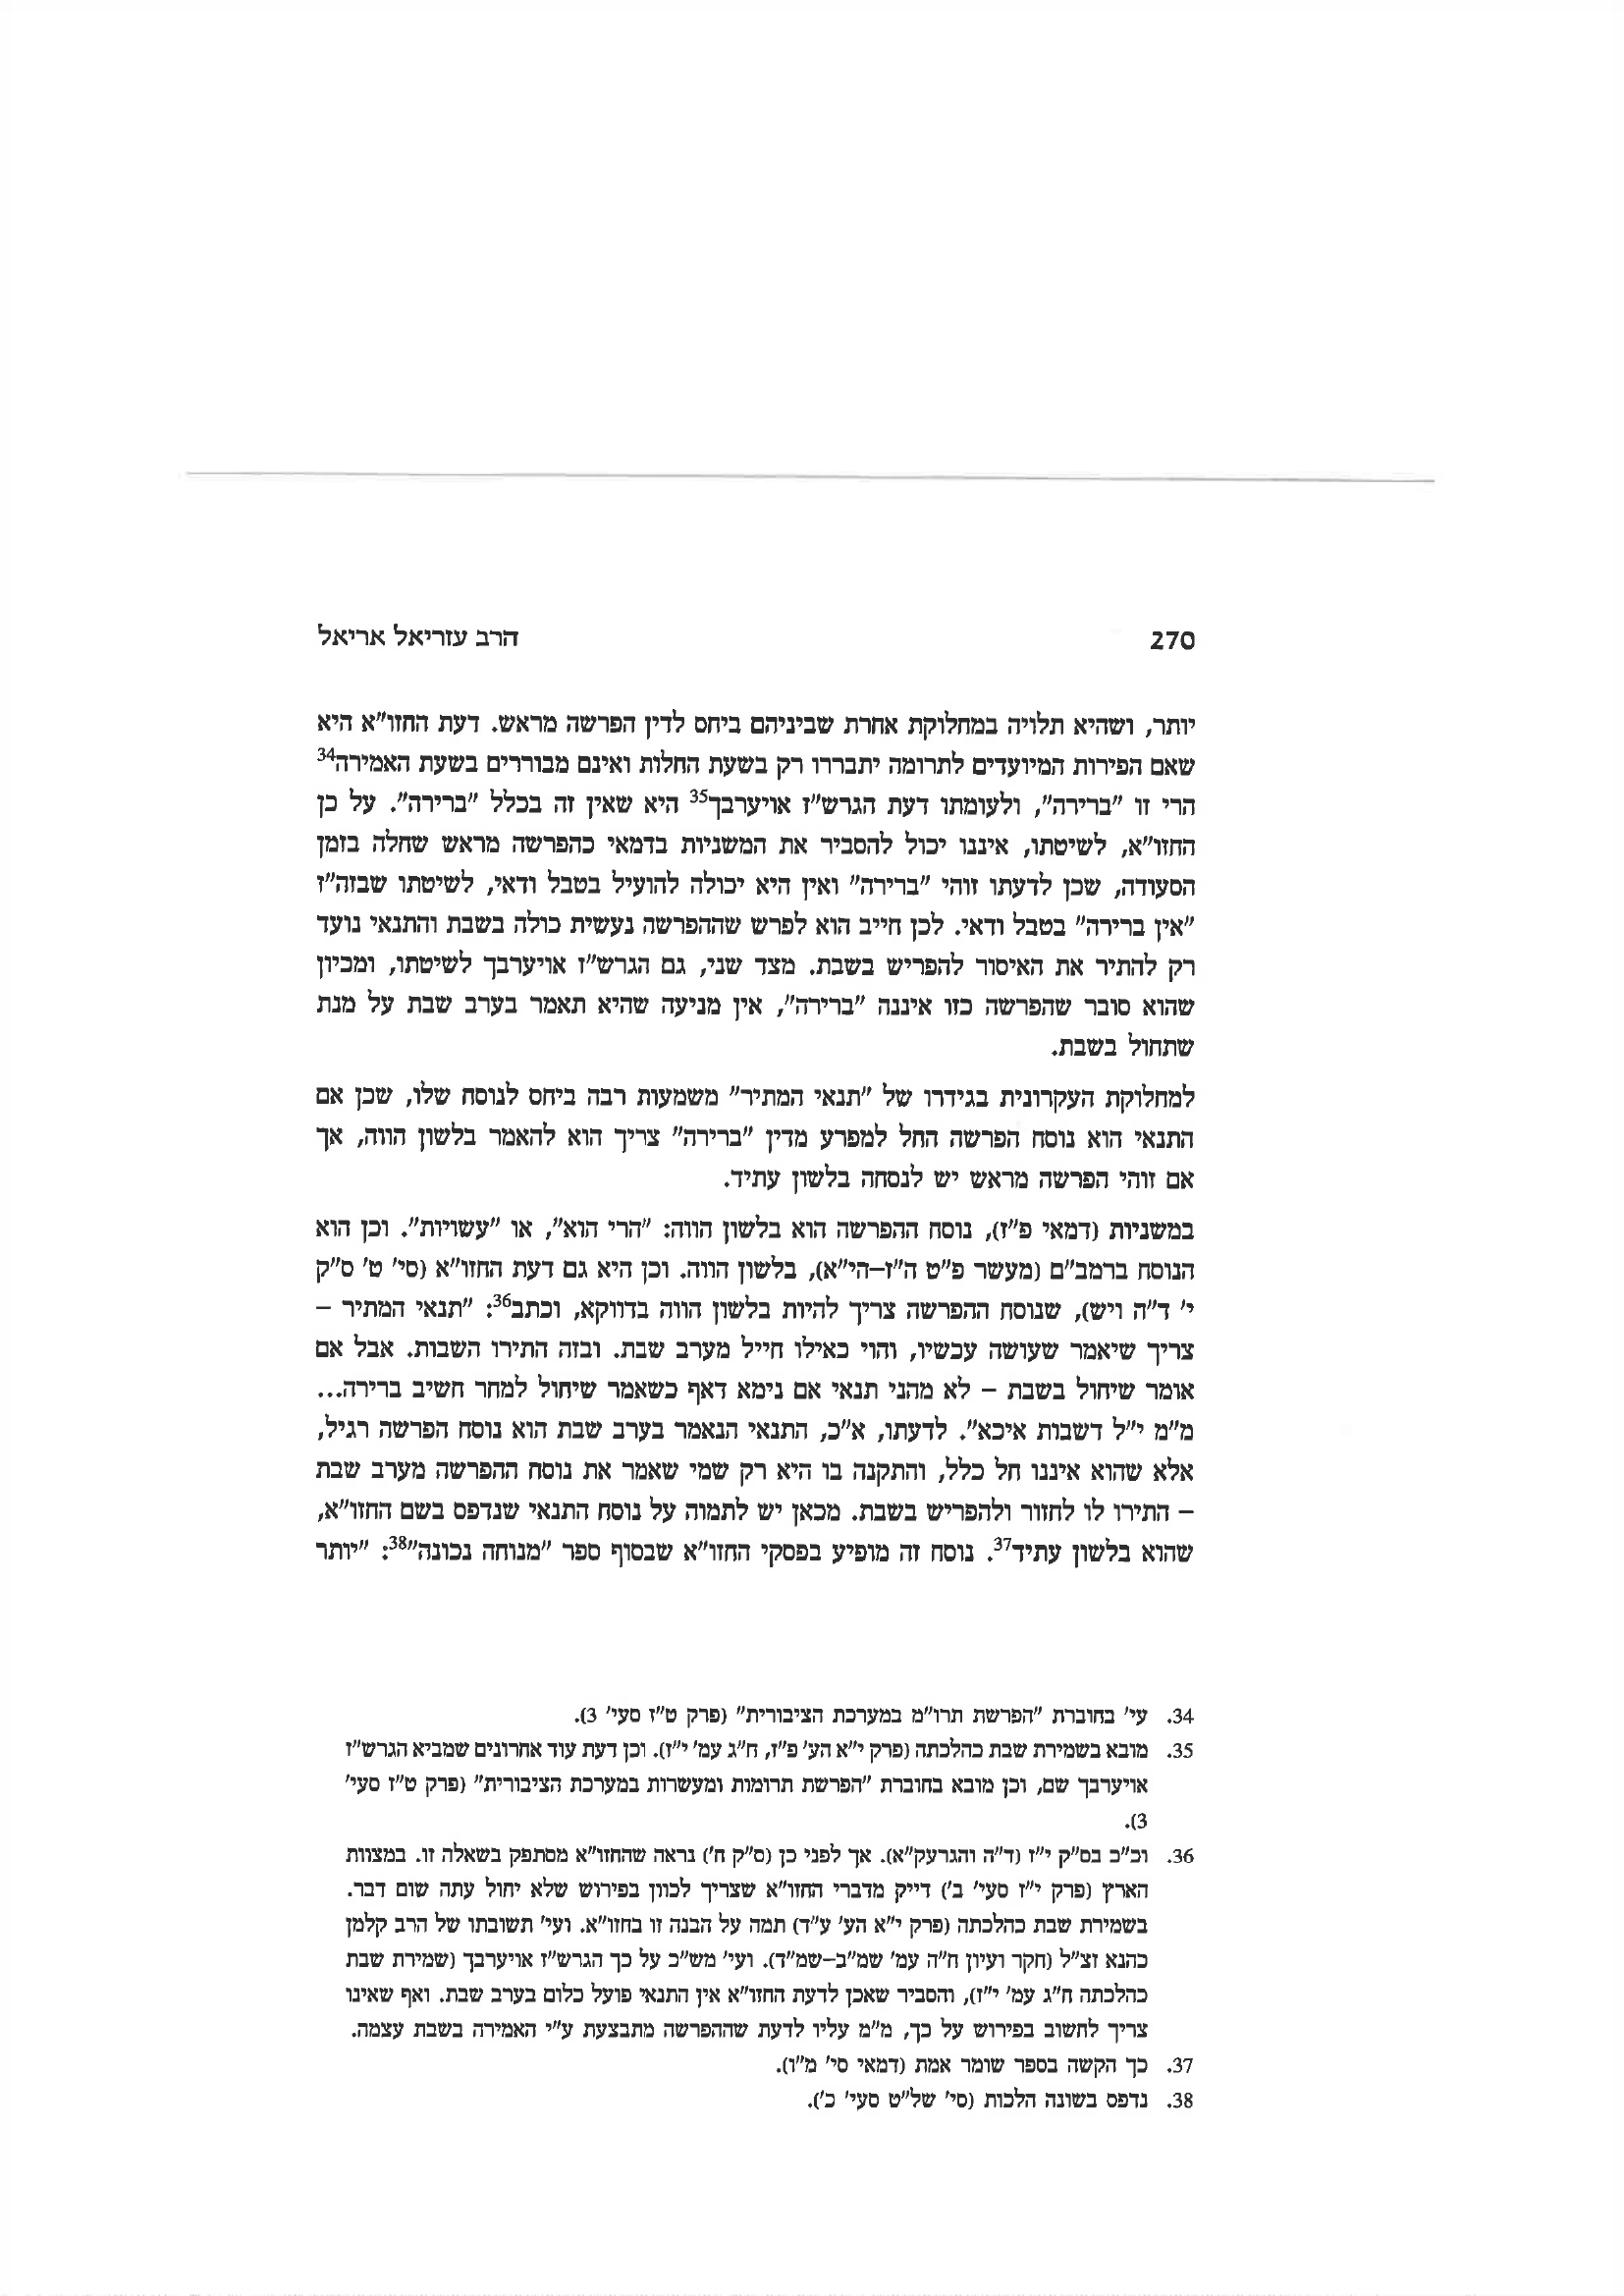 270 הרב עזריאל אריאל
יותר, ושהיא תלויה במחלוקת אחרת שביניהם ביחס לדין הפרשה מראש. דעת החזו"א היא
שאם הפירות המיועדים לתרומה יתבררו רק בשעת החלות ואינם מבוררים בשעת האמירה34
הרי זו "ברירה", ולעומתו דעת הגרש"ז אויערבך35 היא שאין זה בכלל "ברירה". על כן
החזו"א, לשיטתו, איננו יכול להסביר את המשניות בדמאי כהפרשה מראש שחלה בזמן
הסעודה, שכן לדעתו זוהי "ברירה" ואין היא יכולה להועיל בטבל ודאי, לשיטתו שבזה"ז
"אין ברירה" בטבל ודאי. לכן חייב הוא לפרש שההפרשה נעשית כולה בשבת והתנאי נועד
רק להתיר את האיסור להפריש בשבת. מצד שני, גם הגרש"ז אויערבך לשיטתו, ומכיון
שהוא סובר שהפרשה כזו איננה "ברירה", אין מניעה שהיא תאמר בערב שבת על מנת
שתחול בשבת.
למחלוקת העקרונית בגידרו של "תנאי המתיר" משמעות רבה ביחס לנוסח שלו, שכן אם
התנאי הוא נוסח הפרשה החל למפרע מדין "ברירה" צריך הוא להאמר בלשון הווה, אך
אם זוהי הפרשה מראש יש לנסחה בלשון עתיד.
במשניות (דמאי פ"ז), נוסח ההפרשה הוא בלשון הווה: "הרי הוא", או "עשויות". וכן הוא
הנוסח ברמב"ם (מעשר פ"ט ה"ז–הי"א), בלשון הווה. וכן היא גם דעת החזו"א (סי' ט' ס"ק
י' ד"ה ויש), שנוסח ההפרשה צריך להיות בלשון הווה בדווקא, וכתב36: "תנאי המתיר –
צריך שיאמר שעושה עכשיו, והוי כאילו חייל מערב שבת. ובזה התירו השבות. אבל אם
אומר שיחול בשבת – לא מהני תנאי אם נימא דאף כשאמר שיחול למחר חשיב ברירה...
מ"מ י"ל דשבות איכא". לדעתו, א"כ, התנאי הנאמר בערב שבת הוא נוסח הפרשה רגיל,
אלא שהוא איננו חל כלל, והתקנה בו היא רק שמי שאמר את נוסח ההפרשה מערב שבת
– התירו לו לחזור ולהפריש בשבת. מכאן יש לתמוה על נוסח התנאי שנדפס בשם החזו"א,
שהוא בלשון עתיד37. נוסח זה מופיע בפסקי החזו"א שבסוף ספר "מנוחה נכונה"38: "יותר
34. עי' בחוברת "הפרשת תרו"מ במערכת הציבורית" (פרק ט"ז סעי' 3).
35. מובא בשמירת שבת כהלכתה (פרק י"א הע' פ"ז, ח"ג עמ' י"ז). וכן דעת עוד אחרונים שמביא הגרש"ז
אויערבך שם, וכן מובא בחוברת "הפרשת תרומות ומעשרות במערכת הציבורית" (פרק ט"ז סעי'
3).
36. וכ"כ בס"ק י"ז (ד"ה והגרעק"א). אך לפני כן (ס"ק ח') נראה שהחזו"א מסתפק בשאלה זו. במצוות
הארץ (פרק י"ז סעי' ב') דייק מדברי החזו"א שצריך לכוון בפירוש שלא יחול עתה שום דבר.
בשמירת שבת כהלכתה (פרק י"א הע' ע"ד) תמה על הבנה זו בחזו"א. ועי' תשובתו של הרב קלמן
כהנא זצ"ל (חקר ועיון ח"ה עמ' שמ"ב–שמ"ד). ועי' מש"כ על כך הגרש"ז אויערבך (שמירת שבת
כהלכתה ח"ג עמ' י"ז), והסביר שאכן לדעת החזו"א אין התנאי פועל כלום בערב שבת. ואף שאינו
צריך לחשוב בפירוש על כך, מ"מ עליו לדעת שההפרשה מתבצעת ע"י האמירה בשבת עצמה.
37. כך הקשה בספר שומר אמת (דמאי סי' מ"ו).
38. נדפס בשונה הלכות (סי' של"ט סעי' כ').